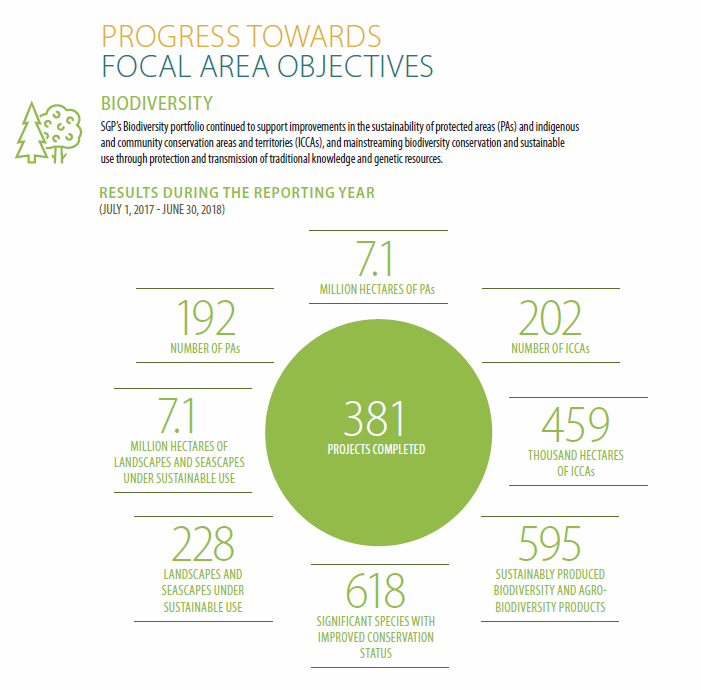 PROGRESS TOWARDS
FOCAL AREA OBJECTIVES
BIODIVERSITY
SGP's Biodiversity portfolio continued to support improvements in the sustainability of protected areas (PAs) and indigenous
and community conservation areas and territories (ICCAs), and mainstreaming biodiversity conservation and sustainable
use through protection and transmission of traditional knowledge and genetic resources.
RESULTS DURING THE REPORTING YEAR
(JULY 1, 2017 - JUNE 30, 2018)
7.1
MILLION HECTARES OF PAs
192
NUMBER OF PAs
202
NUMBER OF ICCAs
7.1
MILLION HECTARES OF
LANDSCAPES AND SEASCAPES
UNDER SUSTAINABLE USE
381
PROJECTS COMPLETED
459
THOUSAND HECTARES
OF ICCAs
228
LANDSCAPES AND
SEASCAPES UNDER
SUSTAINABLE USE
618
SIGNIFICANT SPECIES WITH
IMPROVED CONSERVATION
STATUS
595
SUSTAINABLY PRODUCED
BIODIVERSITY AND AGRO-
BIODIVERSITY PRODUCTS